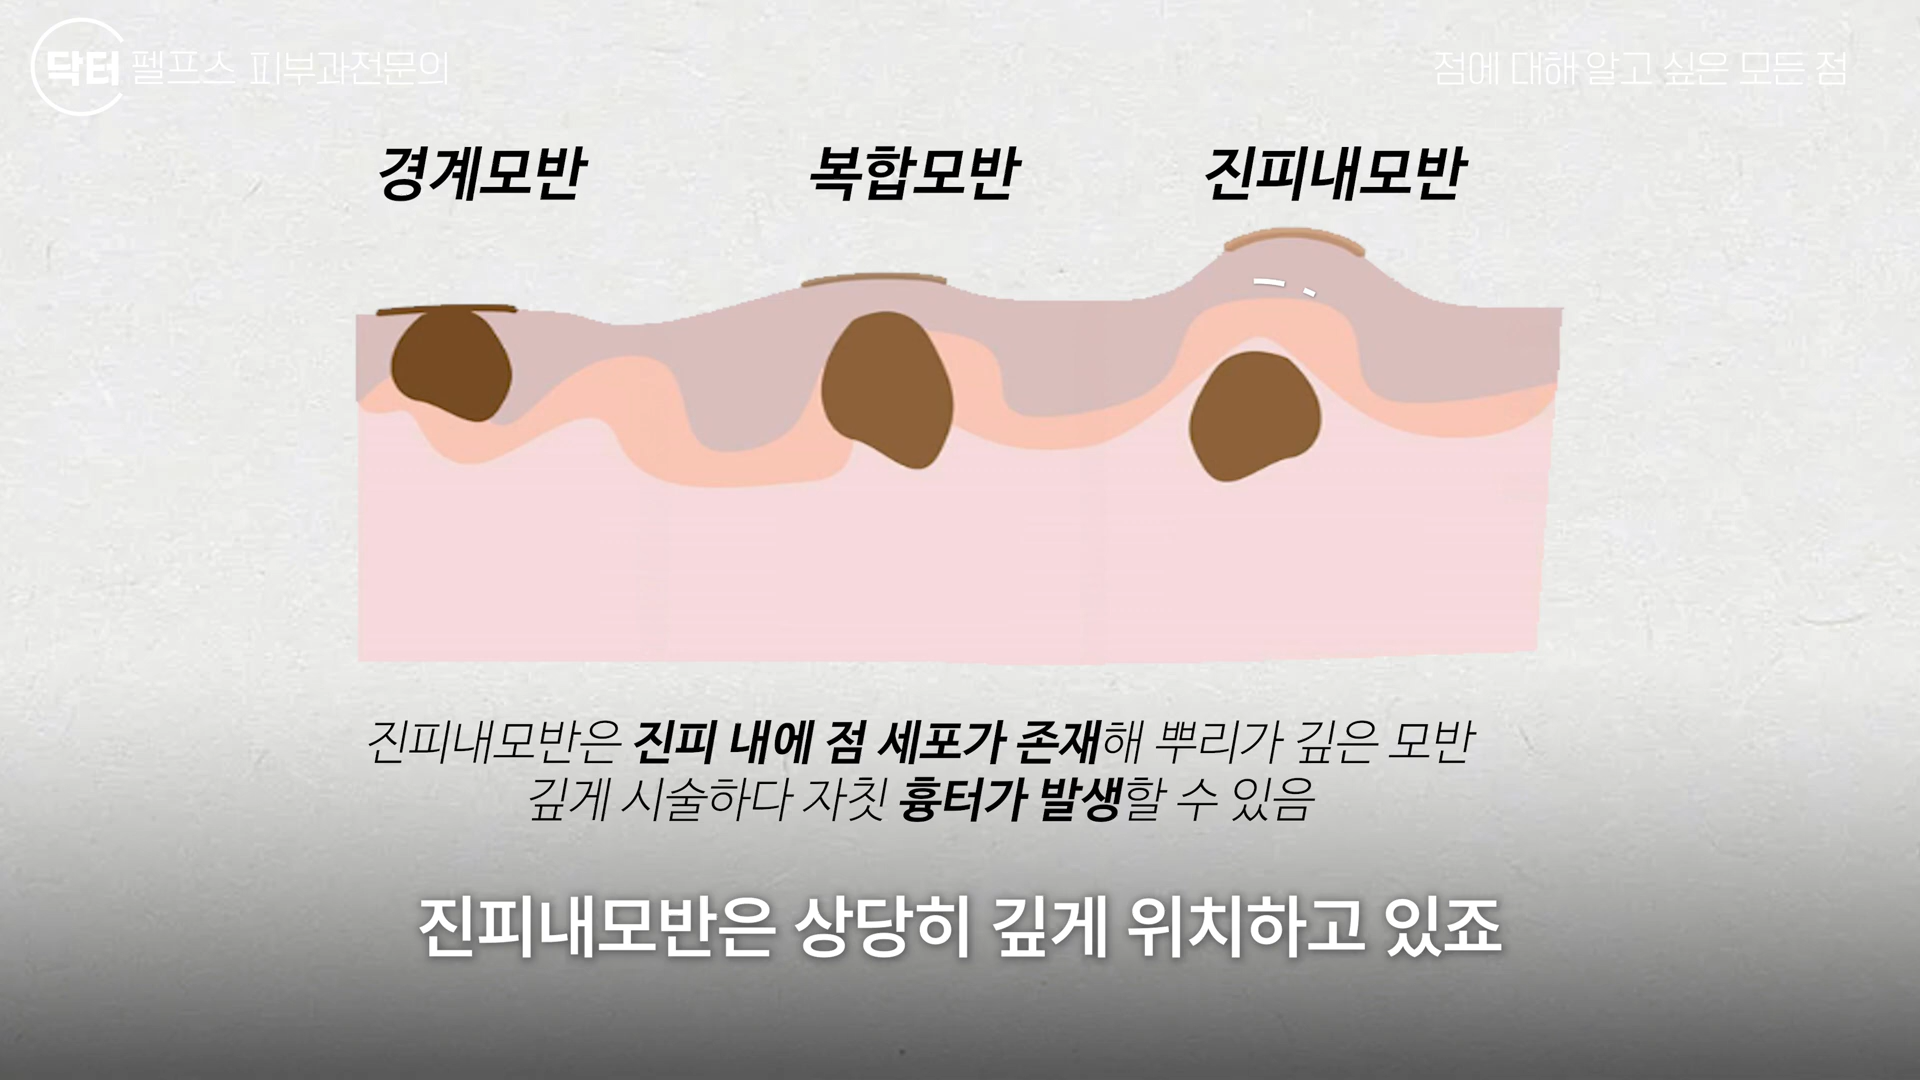 닥터 펠프스 피부과전문의
점에 대해 알고 싶은 모든 점
경계모반 복합모반 진피내모반
진피내모반은 진피 내에 점 세포가 존재해 뿌리가 깊은 모반
깊게 시술하다 자칫 흉터가 발생할 수 있음
진피내모반은 상당히 깊게 위치하고 있죠